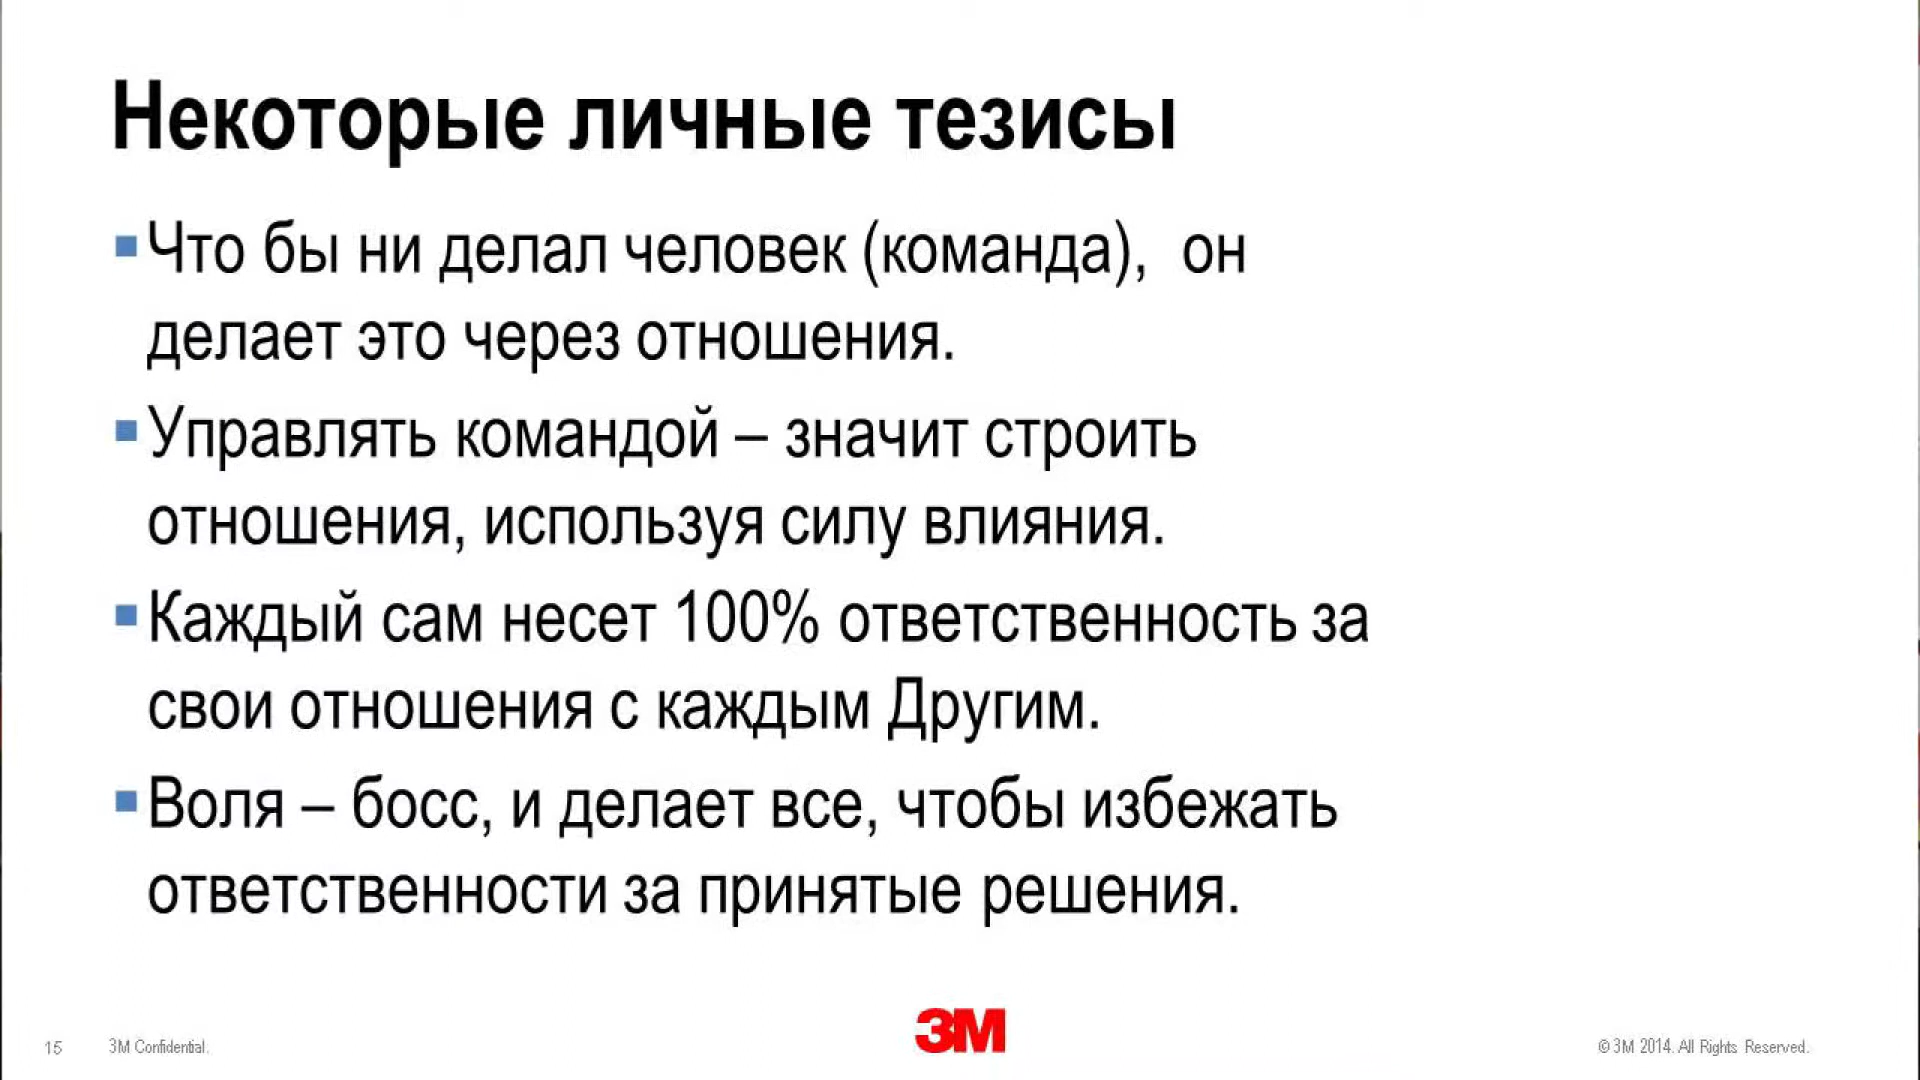 Некоторые личные тезисы
Что бы ни делал человек (команда), он
делает это через отношения.
Управлять командой – значит строить
отношения, используя силу влияния.
Каждый сам несет 100% ответственность за
свои отношения с каждым Другим.
Воля – босс, и делает все, чтобы избежать
ответственности за принятые решения.
15 3M Confidential. 3M © 3M 2014. All Rights Reserved.